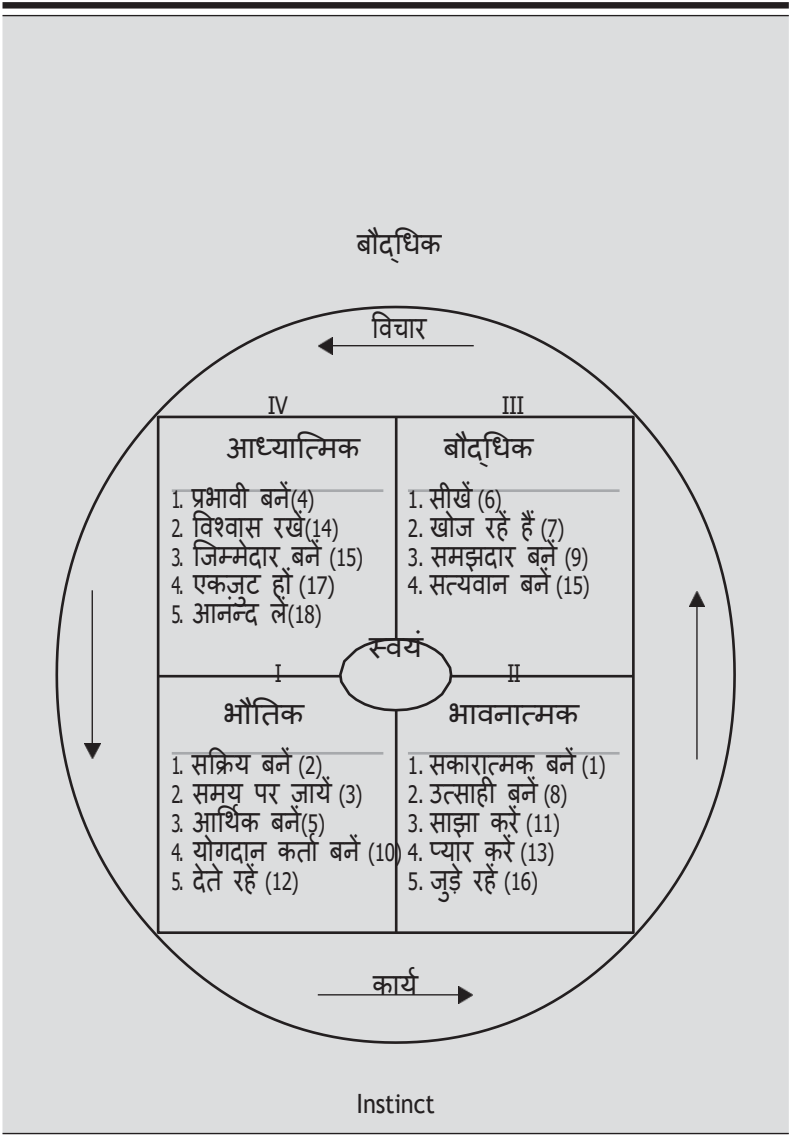 बौद्धिक
विचार
IV
III
आध्यात्मिक
1. प्रभावी बनें(4)
2. विश्वास रखें(14)
3. जिम्मेदार बनें (15)
4. एकजुट हों (17)
5. आनन्द लें(18)
बौद्धिक
1. सीखें (6)
2. खोज रहें हैं (7)
3. समझदार बनें (9)
4. सत्यवान बनें (15)
स्वयं
I
II
भौतिक
1. सक्रिय बनें (2)
2. समय पर जायें (3)
3. आर्थिक बनें(5)
4. योगदान कर्ता बनें (10)
5. देते रहें (12)
भावनात्मक
1. सकारात्मक बनें (1)
2. उत्साही बनें (8)
3. साझा करें (11)
4. प्यार करें (13)
5. जुड़े रहें (16)
कार्य
Instinct